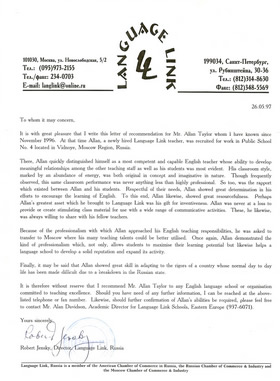 LANGUAGE LINK
LL
103030, Москва, ул. Новослободская, 5/2
Тел.: (095) 973-2155
Тел./факс: 234-0703
E-mail: langlink@online.ru
199034, Санкт-Петербург,
ул. Рубинштейна, 30-36
Тел.: (812) 314-8630
Факс: (812) 548-5569
26.05.97
To whom it may concern,
It is with great pleasure that I write this letter of recommendation for Mr. Allan Taylor whom I have known since
November 1996. At that time Allan, a newly hired Language Link teacher, was recruited for work in Public School
No. 4 located in Vidnoye, Moscow Region, Russia.
There, Allan quickly distinguished himself as a most competent and capable English teacher whose ability to develop
meaningful relationships among the other teaching staff as well as his students was most evident. His classroom style,
marked by an abundance of energy, was both original in concept and imaginative in nature. Though frequently
observed, this same classroom performance was never anything less than highly professional. So too, was the rapport
which existed between Allan and his students. Respectful of their needs, Allan showed great determination in his
efforts to encourage the learning of English. To this end, Allan likewise, showed great resourcefulness. Perhaps
Allan's greatest asset which he brought to Language Link was his gift for inventiveness. Allan was never at a loss to
provide or create stimulating class material for use with a wide range of communicative activities. These, he likewise,
was always willing to share with his fellow teachers.
Because of the professionalism with which Allan approached his English teaching responsibilities, he was asked to
transfer to Moscow where his many teaching talents could be better utilised. Once again, Allan demonstrated the
kind of professionalism which, not only, allows students to maximise their learning potential but likewise helps a
language school to develop a solid reputation and expand its activity.
Finally, it may be said that Allan showed great skill in adapting to the rigors of a country whose normal day to day
life has been made difficult due to a breakdown in the Russian state.
It is therefore without reserve that I recommend Mr. Allan Taylor to any English language school or organisation
committed to teaching excellence. Should you have need of any further information, I can be reached at the above-
listed telephone or fax number. Likewise, should further confirmation of Allan's abilities be required, please feel free
to contact Mr. Alan Davidson, Academic Director for Language Link Schools, Eastern Europe (937-6071).
Yours sincerely,
Robert Jensky, Director, Language Link, Russia
Language Link, Russia is a member of the American Chamber of Commerce in Russia, the Russian Chamber of Commerce & Industry and
the Moscow Chamber of Commerce & Industry